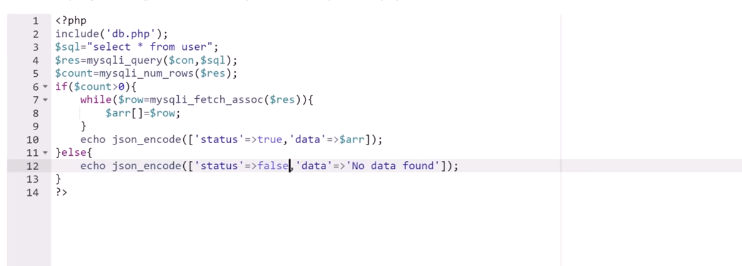 1 <?php
2 include('db.php');
3 $sql="select * from user";
4 $res=mysqli_query($con,$sql);
5 $count=mysqli_num_rows($res);
6 if($count>0){
7 while($row=mysqli_fetch_assoc($res)){
8 $arr[]=$row;
9 }
10 echo json_encode(['status'=>true,'data'=>$arr]);
11 }else{
12 echo json_encode(['status'=>false,'data'=>'No data found']);
13 }
14 ?>